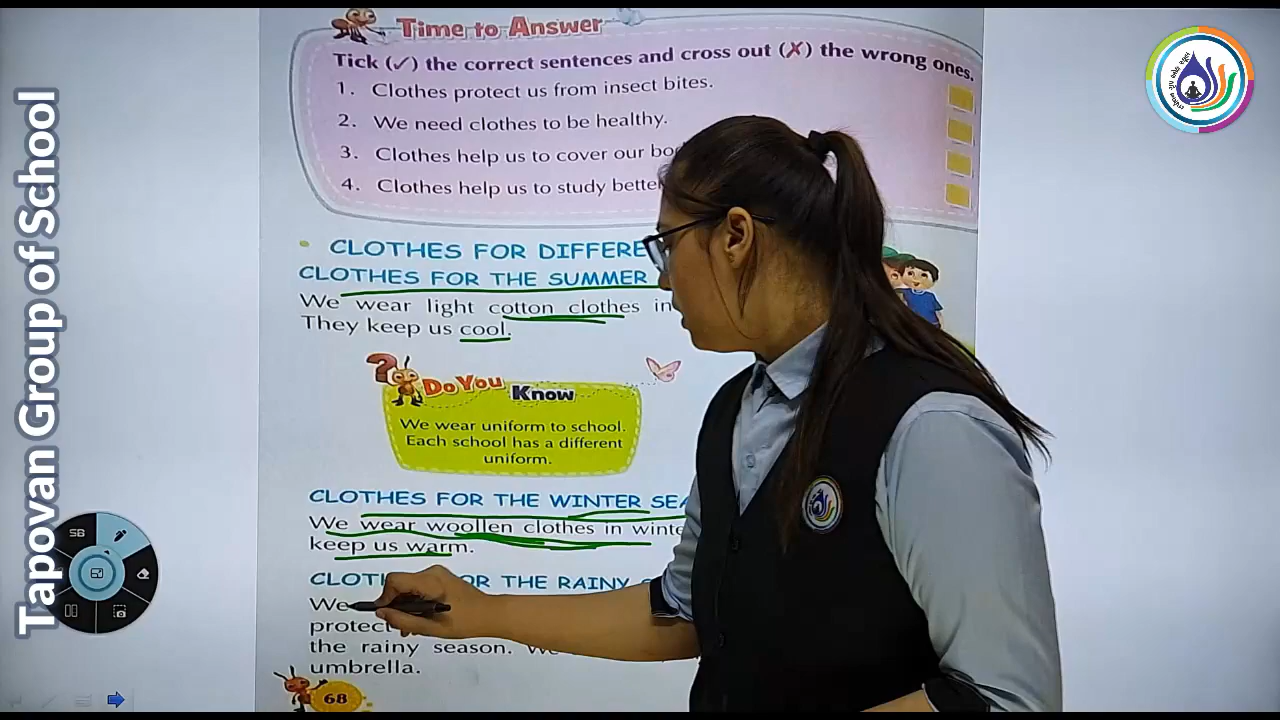 Tapovan Group of School
Time to Answer
Tick (✓) the correct sentences and cross out (✗) the wrong ones.
1. Clothes protect us from insect bites.
2. We need clothes to be healthy.
3. Clothes help us to cover our
4. Clothes help us to study
CLOTHES FOR
CLOTHES FOR THE SUMMER
We wear light cotton clothes in
They keep us cool.
Do You Know
We wear uniform to school.
Each school has a different
uniform.
CLOTHES FOR THE WINTER
We wear woollen clothes in
keep us warm.
THE RAINY
We
protect
the rainy season.
umbrella.
68
SB